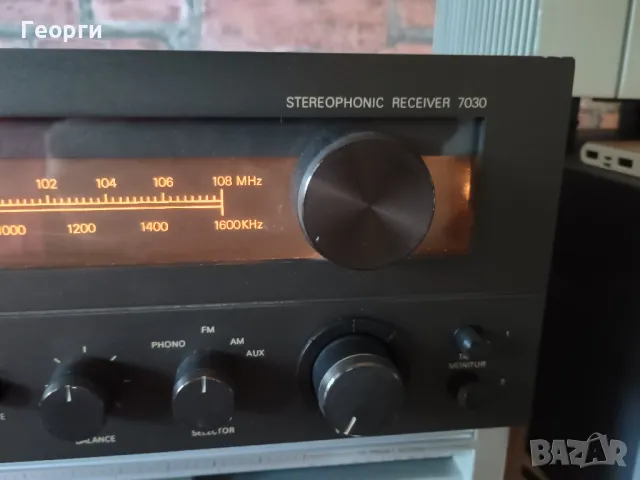 Георги
STEREOPHONIC RECEIVER 7030
102 104 106 108 MHz
1000 1200 1400 1600KHz
FM
PHONO AM
AUX
MONITOR
BALANCE SELECTOR
BAZAR